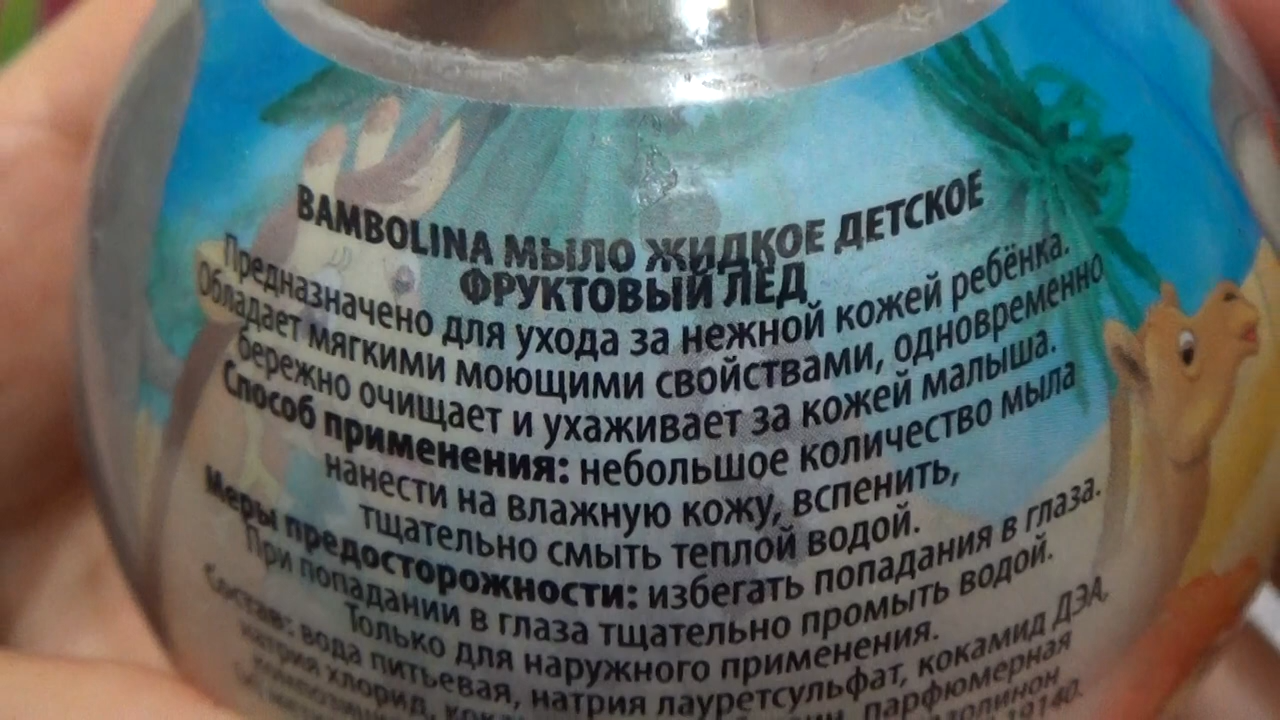 BAMBOLINA МЫЛО ЖИДКОЕ ДЕТСКОЕ
ФРУКТОВЫЙ ЛЁД
Предназначено для ухода за нежной кожей ребёнка.
Обладает мягкими моющими свойствами, одновременно
бережно очищает и ухаживает за кожей малыша.
Способ применения: небольшое количество мыла
нанести на влажную кожу, вспенить,
тщательно смыть теплой водой.
Меры предосторожности: избегать попадания в глаза.
При попадании в глаза тщательно промыть водой.
Только для наружного применения.
Состав: вода питьевая, натрия лауретсульфат, кокамид ДЭА,
натрия хлорид, парфюмерная